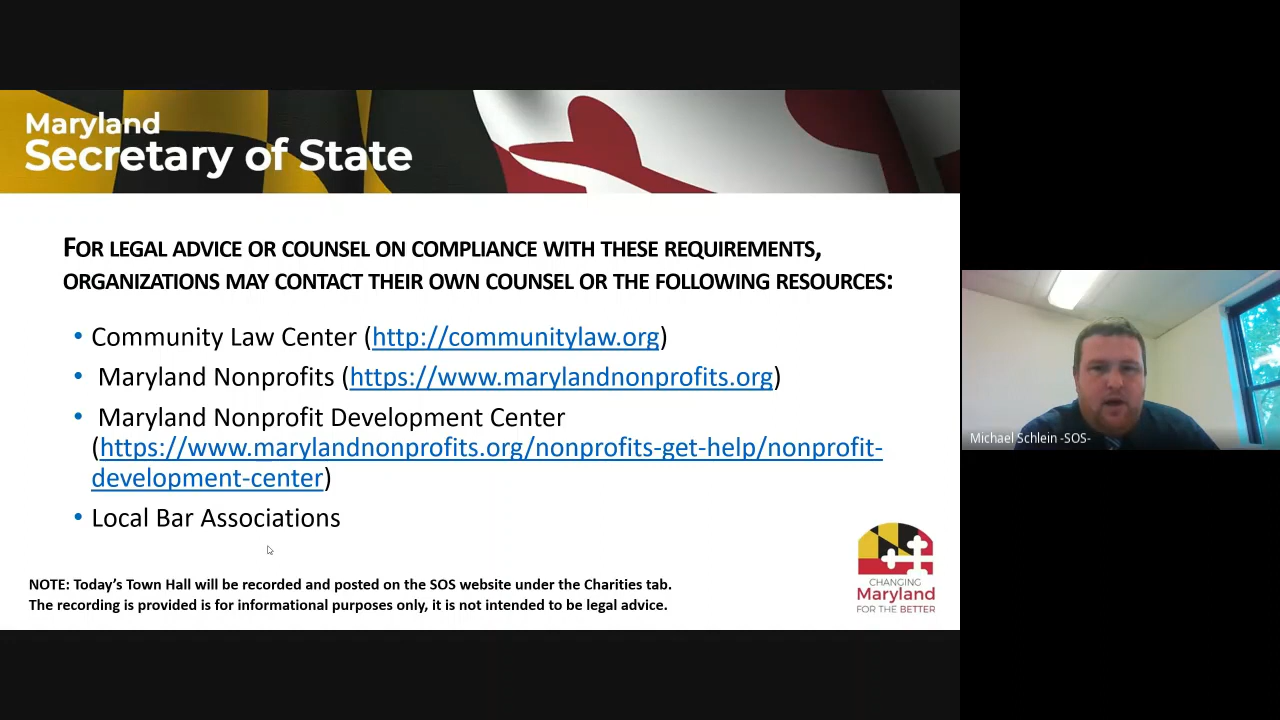 Maryland
Secretary of State
FOR LEGAL ADVICE OR COUNSEL ON COMPLIANCE WITH THESE REQUIREMENTS,
ORGANIZATIONS MAY CONTACT THEIR OWN COUNSEL OR THE FOLLOWING RESOURCES:
• Community Law Center (http://communitylaw.org)
• Maryland Nonprofits (https://www.marylandnonprofits.org)
• Maryland Nonprofit Development Center
(https://www.marylandnonprofits.org/nonprofits-get-help/nonprofit-
development-center)
• Local Bar Associations
NOTE: Today's Town Hall will be recorded and posted on the SOS website under the Charities tab.
The recording is provided is for informational purposes only, it is not intended to be legal advice.
CHANGING
Maryland
FOR THE BETTER
Michael Schlein -SOS-